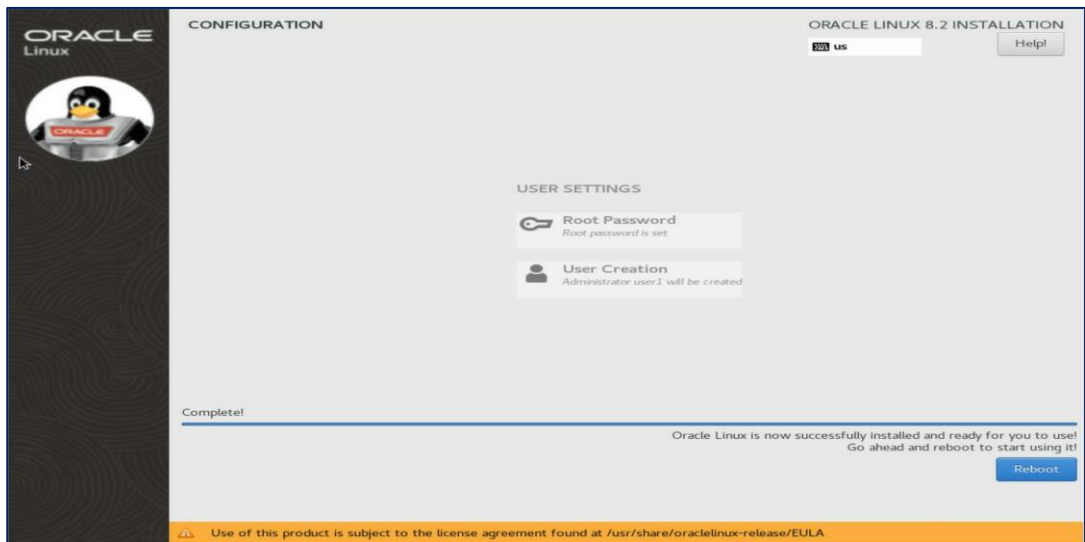 ORACLE
Linux
ORACLE
CONFIGURATION
ORACLE LINUX 8.2 INSTALLATION
us
Help!
USER SETTINGS
Root Password
Root password is set
User Creation
Administrator user1 will be created
Complete!
Oracle Linux is now successfully installed and ready for you to use!
Go ahead and reboot to start using it!
Reboot
Use of this product is subject to the license agreement found at /usr/share/oraclelinux-release/EULA